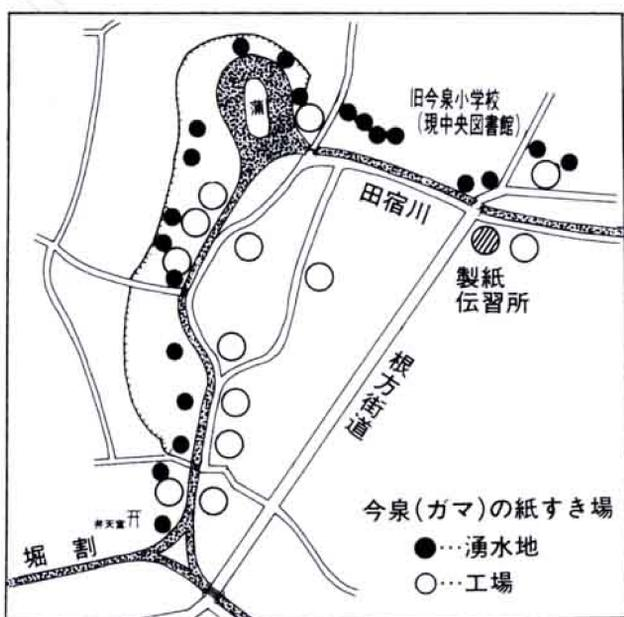 蒲
旧今泉小学校
(現中央図書館)
田宿川
製紙
伝習所
根方街道
今泉(ガマ)の紙すき場
●…湧水地
○…工場
弁天宮
堀割